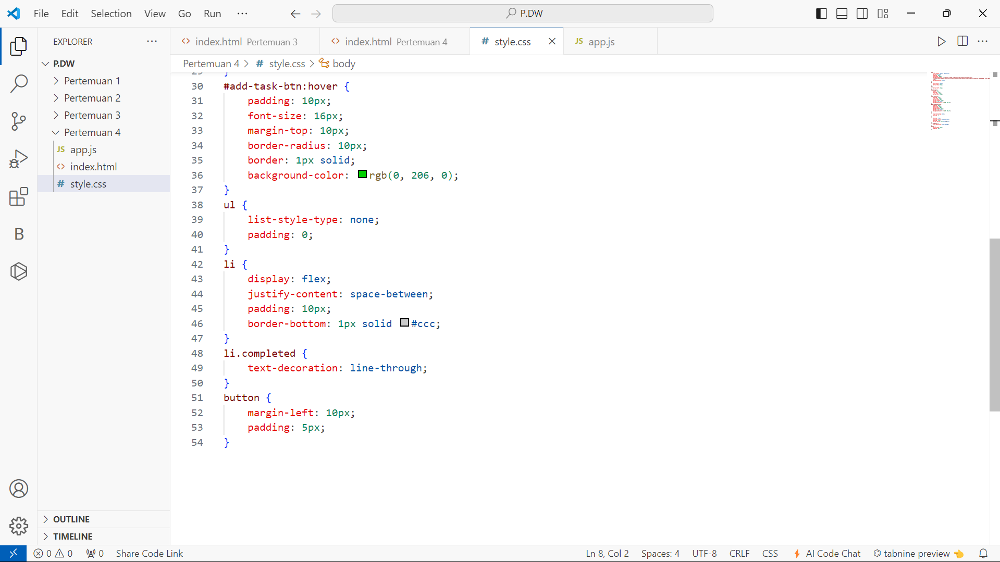 File Edit Selection View Go Run ··· P.DW
EXPLORER ···
index.html Pertemuan 3 index.html Pertemuan 4 # style.css JS app.js ···
P.DW
Pertemuan 1
Pertemuan 2
Pertemuan 3
Pertemuan 4
JS app.js
<> index.html
# style.css
OUTLINE
TIMELINE
Pertemuan 4 > # style.css > body
29 }
30 #add-task-btn:hover {
31 padding: 10px;
32 font-size: 16px;
33 margin-top: 10px;
34 border-radius: 10px;
35 border: 1px solid;
36 background-color: rgb(0, 206, 0);
37 }
38 ul {
39 list-style-type: none;
40 padding: 0;
41 }
42 li {
43 display: flex;
44 justify-content: space-between;
45 padding: 10px;
46 border-bottom: 1px solid #ccc;
47 }
48 li.completed {
49 text-decoration: line-through;
50 }
51 button {
52 margin-left: 10px;
53 padding: 5px;
54 }
0 0 0 Share Code Link Ln 8, Col 2 Spaces: 4 UTF-8 CRLF CSS AI Code Chat tabnine preview